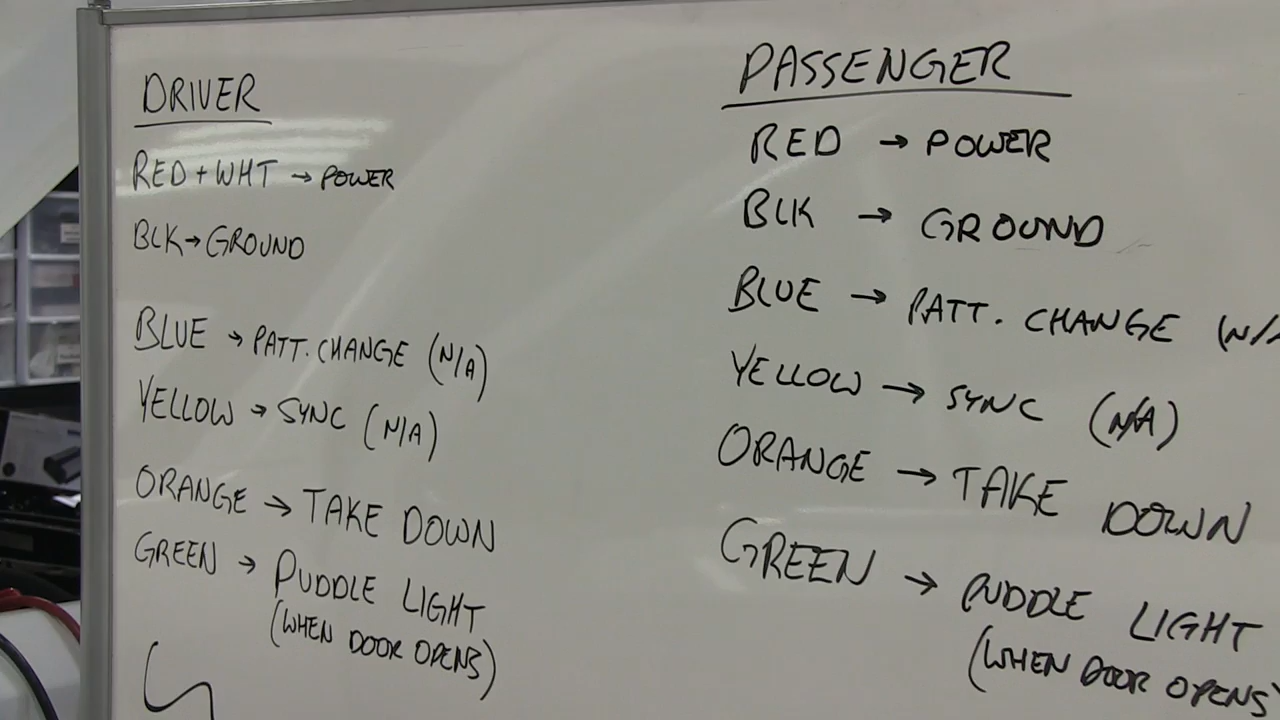 DRIVER
RED + WHT → POWER
BLK → GROUND
BLUE → PATT. CHANGE (N/A)
YELLOW → SYNC (N/A)
ORANGE → TAKE DOWN
GREEN → PUDDLE LIGHT
(WHEN DOOR OPENS)
PASSENGER
RED → POWER
BLK → GROUND
BLUE → PATT. CHANGE (N/A
YELLOW → SYNC (N/A)
ORANGE → TAKE DOWN
GREEN → PUDDLE LIGHT
(WHEN DOOR OPENS)